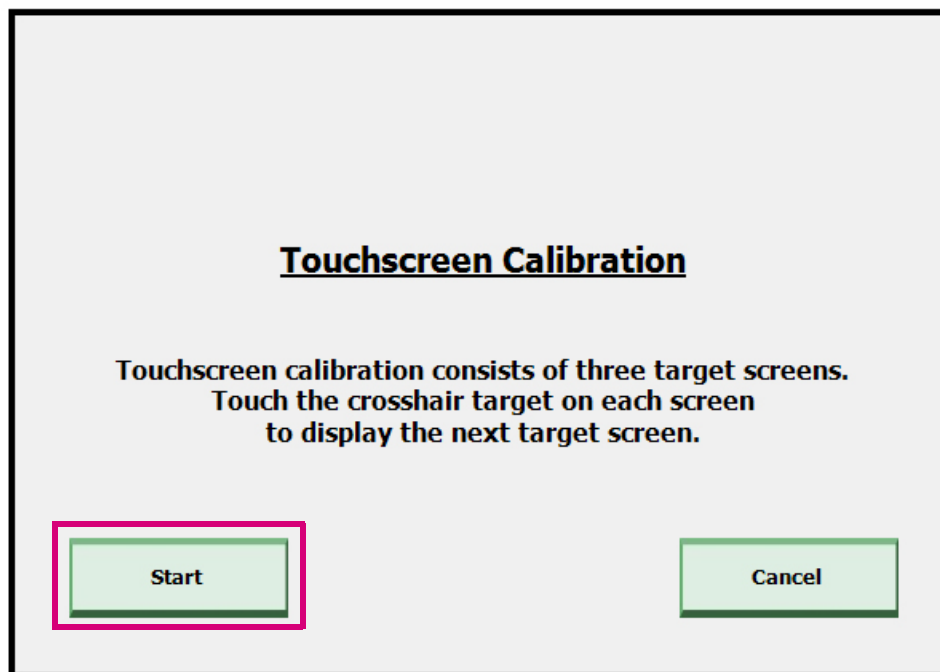 Touchscreen Calibration
Touchscreen calibration consists of three target screens.
Touch the crosshair target on each screen
to display the next target screen.
Start
Cancel